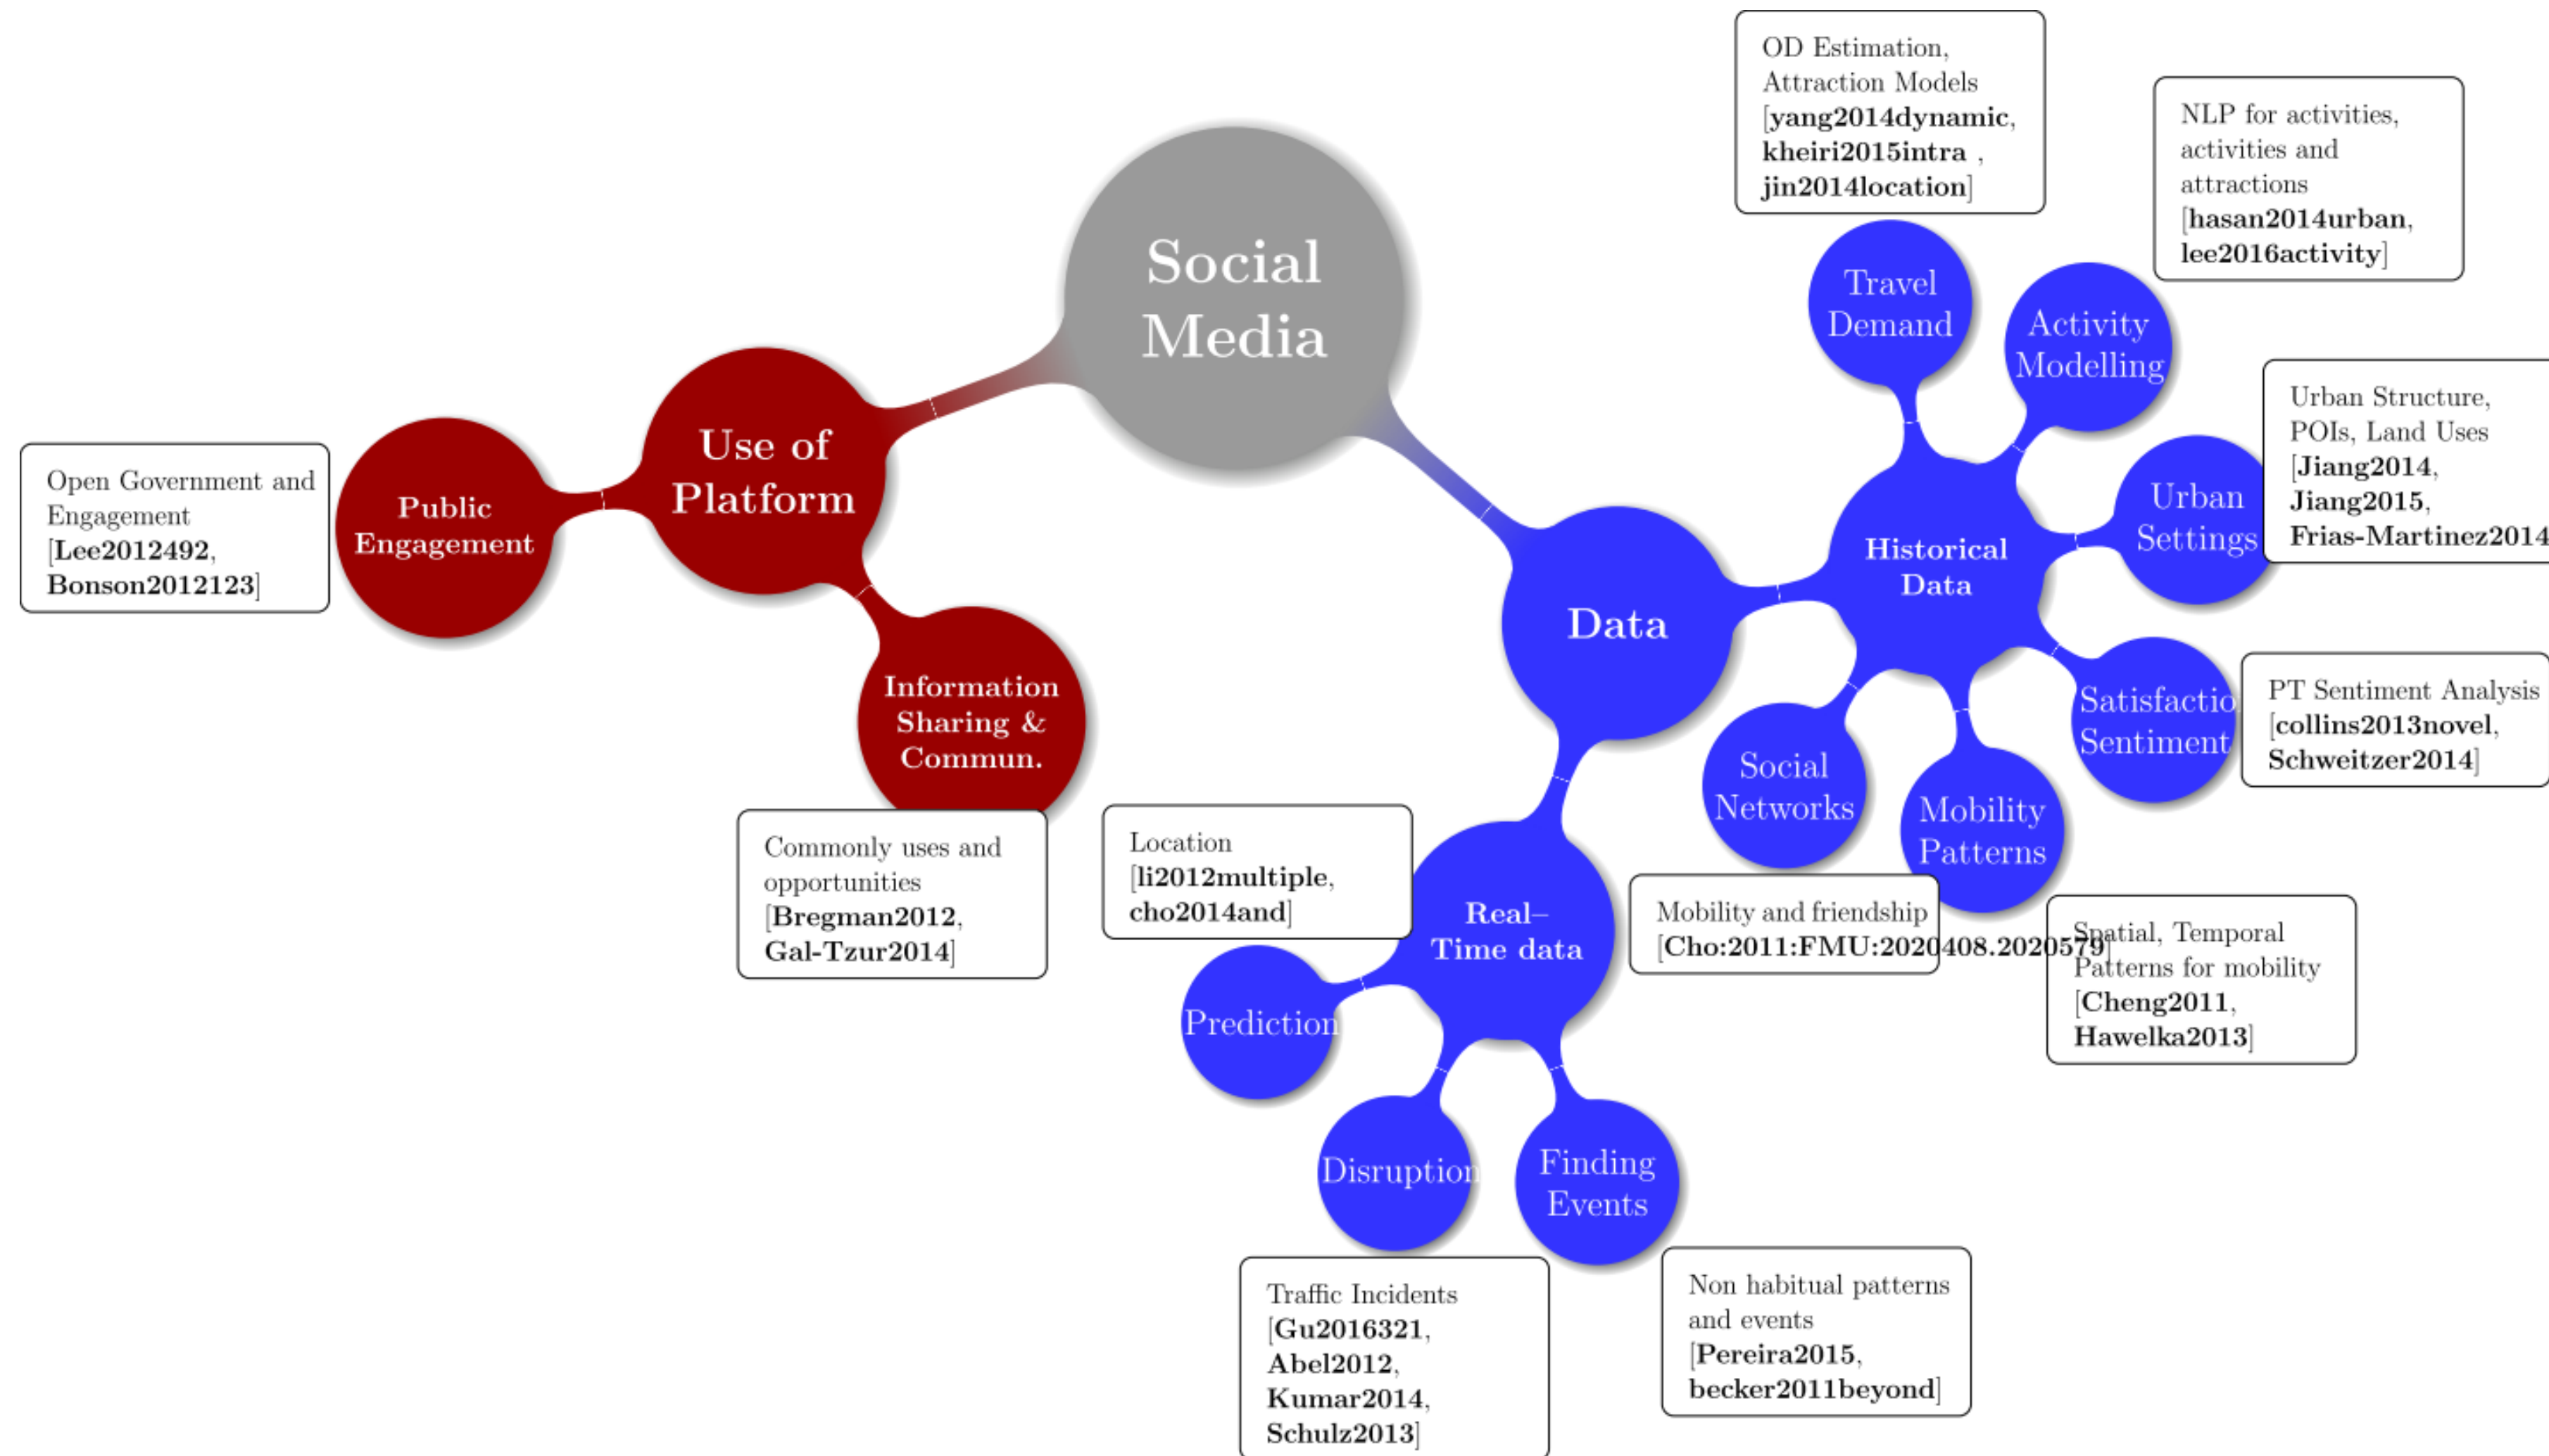 Social
Media
Use of
Platform
Public
Engagement
Open Government and
Engagement
[Lee2012492,
Bonson2012123]
Information
Sharing &
Commun.
Commonly uses and
opportunities
[Bregman2012,
Gal-Tzur2014]
Data
Historical
Data
Travel
Demand
OD Estimation,
Attraction Models
[yang2014dynamic,
kheiri2015intra ,
jin2014location]
Activity
Modelling
NLP for activities,
activities and
attractions
[hasan2014urban,
lee2016activity]
Urban
Settings
Urban Structure,
POIs, Land Uses
[Jiang2014,
Jiang2015,
Frias-Martinez2014
Satisfactio
Sentiment
PT Sentiment Analysis
[collins2013novel,
Schweitzer2014]
Mobility
Patterns
Spatial, Temporal
Patterns for mobility
[Cheng2011,
Hawelka2013]
Social
Networks
Mobility and friendship
[Cho:2011:FMU:2020408.2020579]
Real–
Time data
Location
[li2012multiple,
cho2014and]
Prediction
Disruption
Traffic Incidents
[Gu2016321,
Abel2012,
Kumar2014,
Schulz2013]
Finding
Events
Non habitual patterns
and events
[Pereira2015,
becker2011beyond]